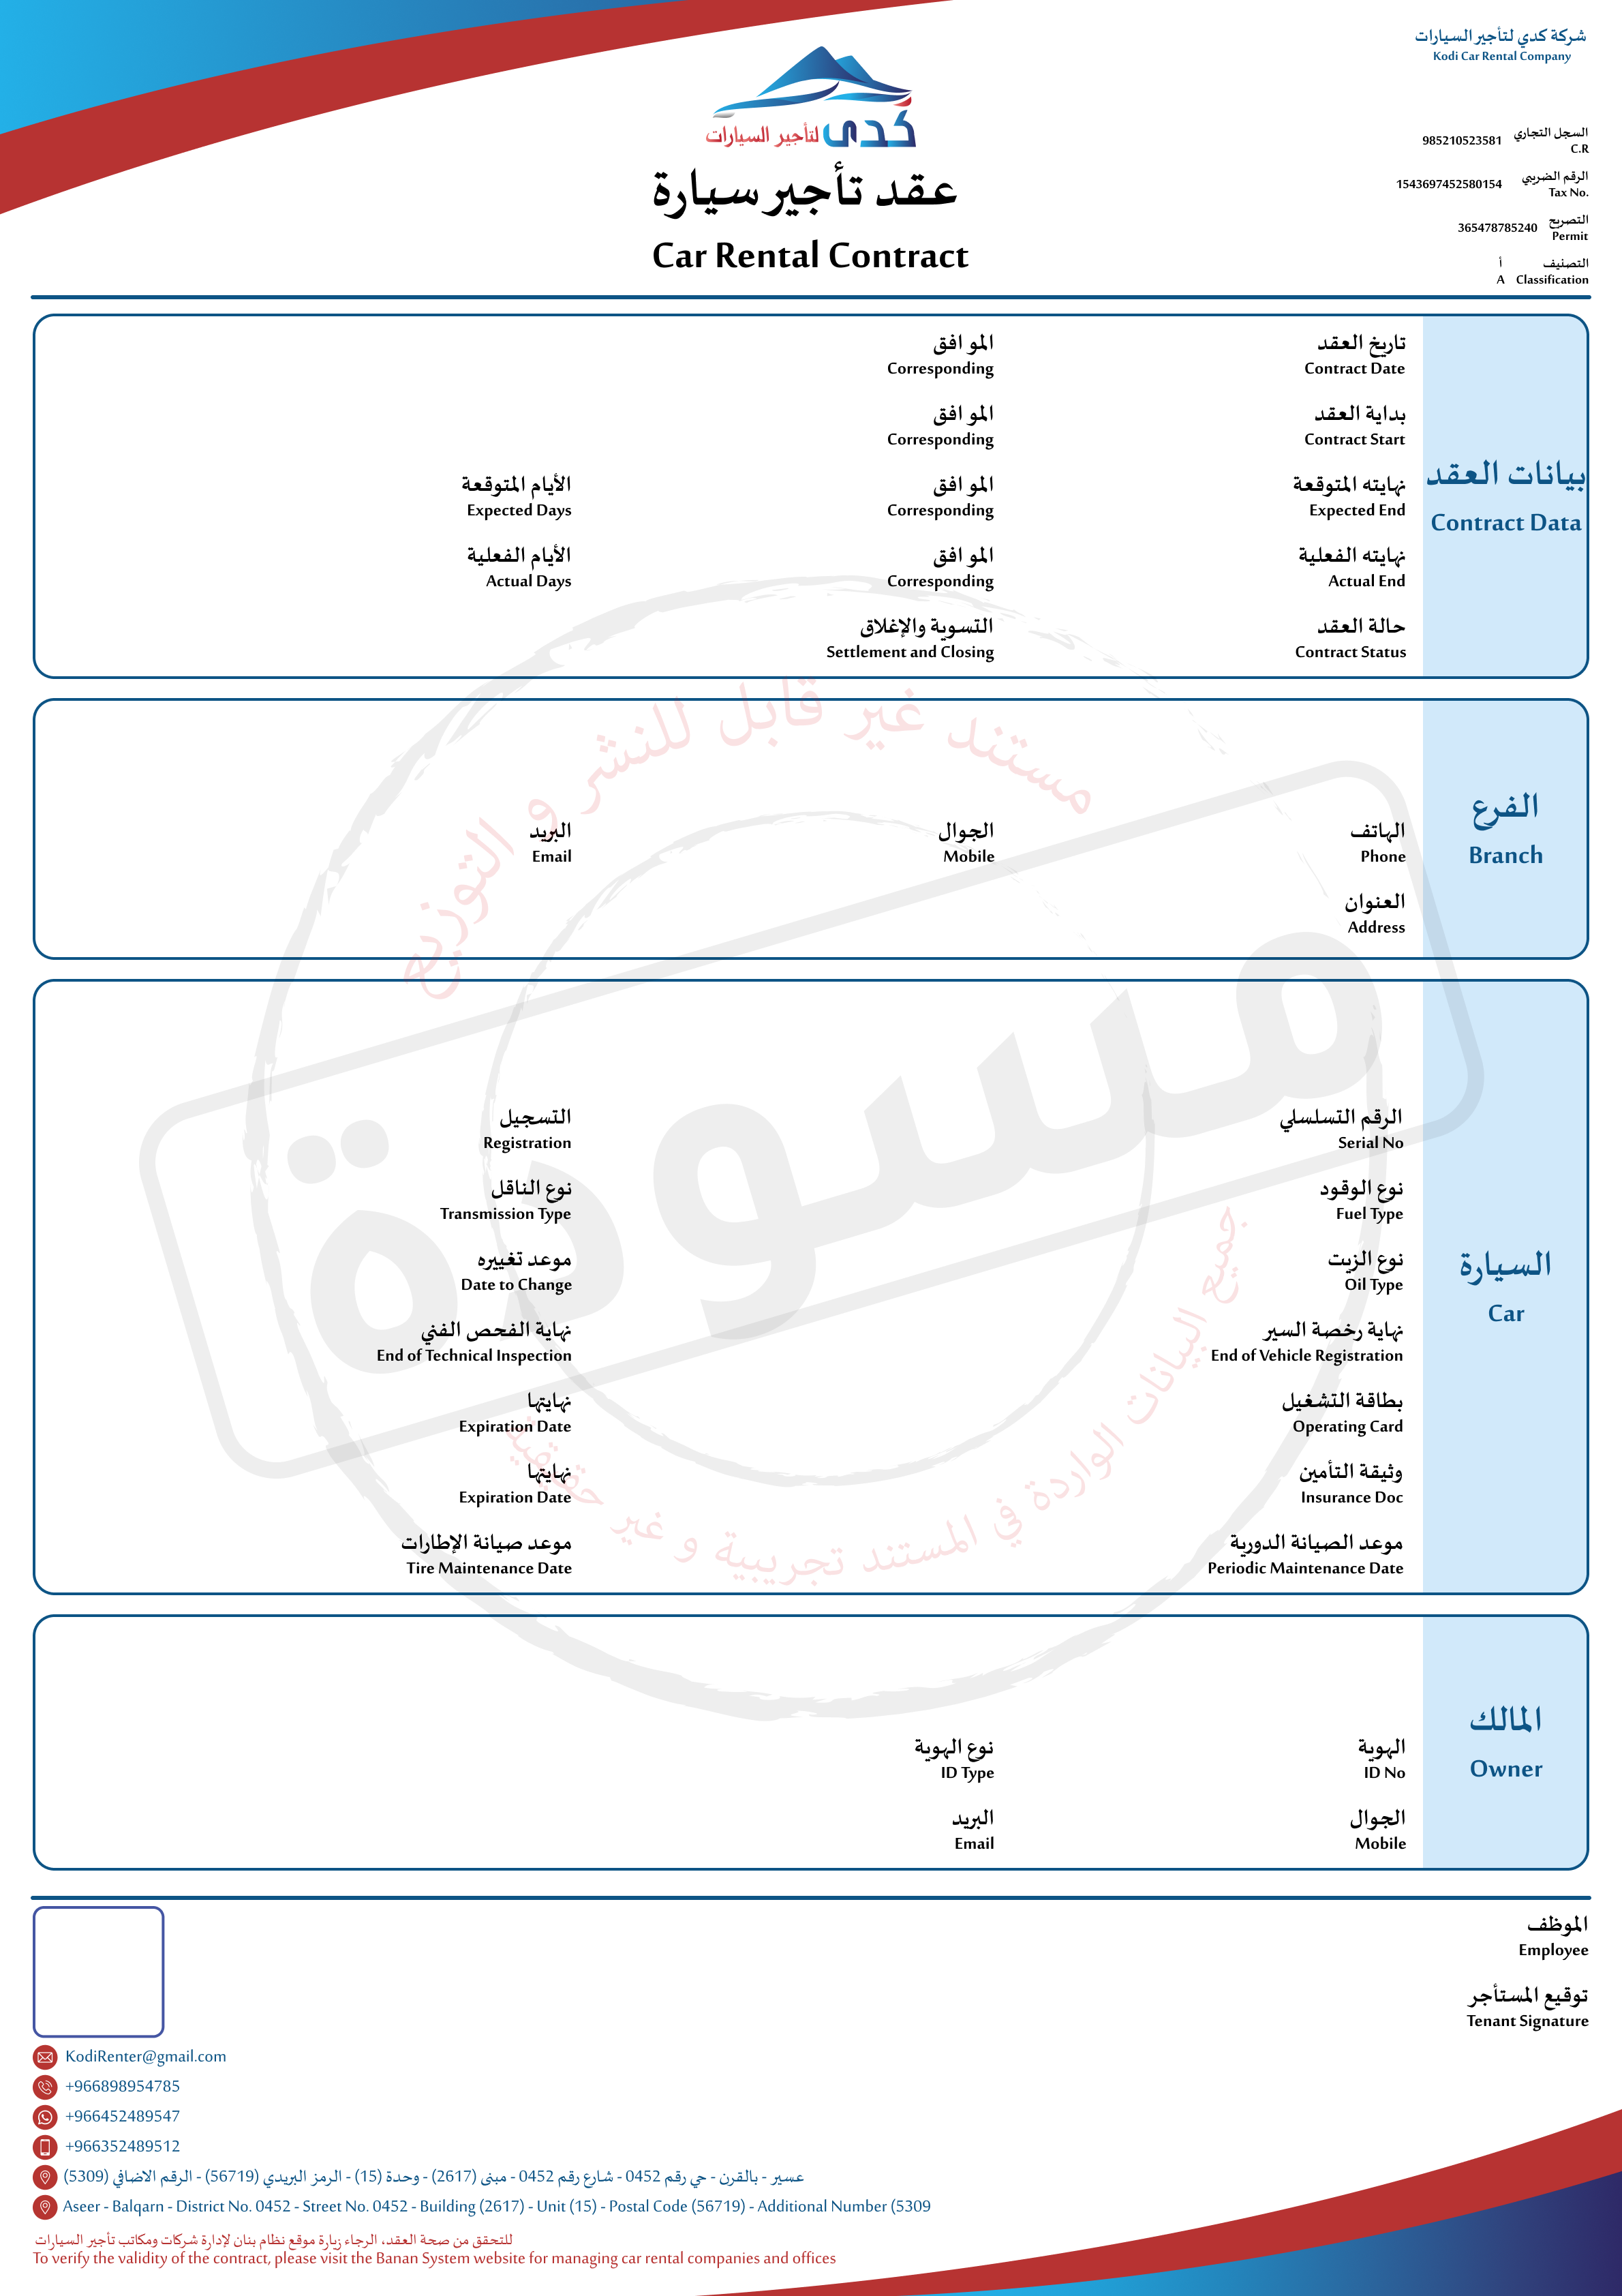 شركة كدي لتأجير السيارات
Kodi Car Rental Company
كدي لتأجير السيارات
عقد تأجير سيارة
Car Rental Contract
السجل التجاري 985210523581
C.R
الرقم الضريبي 1543697452580154
Tax No.
التصريح 365478785240
Permit
التصنيف أ
Classification A
بيانات العقد
Contract Data
تاريخ العقد الموافق
Contract Date Corresponding
بداية العقد الموافق
Contract Start Corresponding
نهايته المتوقعة الموافق الأيام المتوقعة
Expected End Corresponding Expected Days
نهايته الفعلية الموافق الأيام الفعلية
Actual End Corresponding Actual Days
حالة العقد التسوية والإغلاق
Contract Status Settlement and Closing
مستند غير قابل للنشر و التوزيع
الفرع
Branch
الهاتف الجوال البريد
Phone Mobile Email
العنوان
Address
مسودة
السيارة
Car
الرقم التسلسلي التسجيل
Serial No Registration
نوع الوقود نوع الناقل
Fuel Type Transmission Type
نوع الزيت موعد تغييره
Oil Type Date to Change
نهاية رخصة السير نهاية الفحص الفني
End of Vehicle Registration End of Technical Inspection
بطاقة التشغيل نهايتها
Operating Card Expiration Date
وثيقة التأمين نهايتها
Insurance Doc Expiration Date
موعد الصيانة الدورية موعد صيانة الإطارات
Periodic Maintenance Date Tire Maintenance Date
جميع البيانات الواردة في المستند تجريبية و غير حقيقية
المالك
Owner
الهوية نوع الهوية
ID No ID Type
الجوال البريد
Mobile Email
الموظف
Employee
توقيع المستأجر
Tenant Signature
KodiRenter@gmail.com
+966898954785
+966452489547
+966352489512
عسير - بالقرن - حي رقم 0452 - شارع رقم 0452 - مبنى (2617) - وحدة (15) - الرمز البريدي (56719) - الرقم الاضافي (5309)
Aseer - Balqarn - District No. 0452 - Street No. 0452 - Building (2617) - Unit (15) - Postal Code (56719) - Additional Number (5309
للتحقق من صحة العقد، الرجاء زيارة موقع نظام بنان لإدارة شركات ومكاتب تأجير السيارات
To verify the validity of the contract, please visit the Banan System website for managing car rental companies and offices